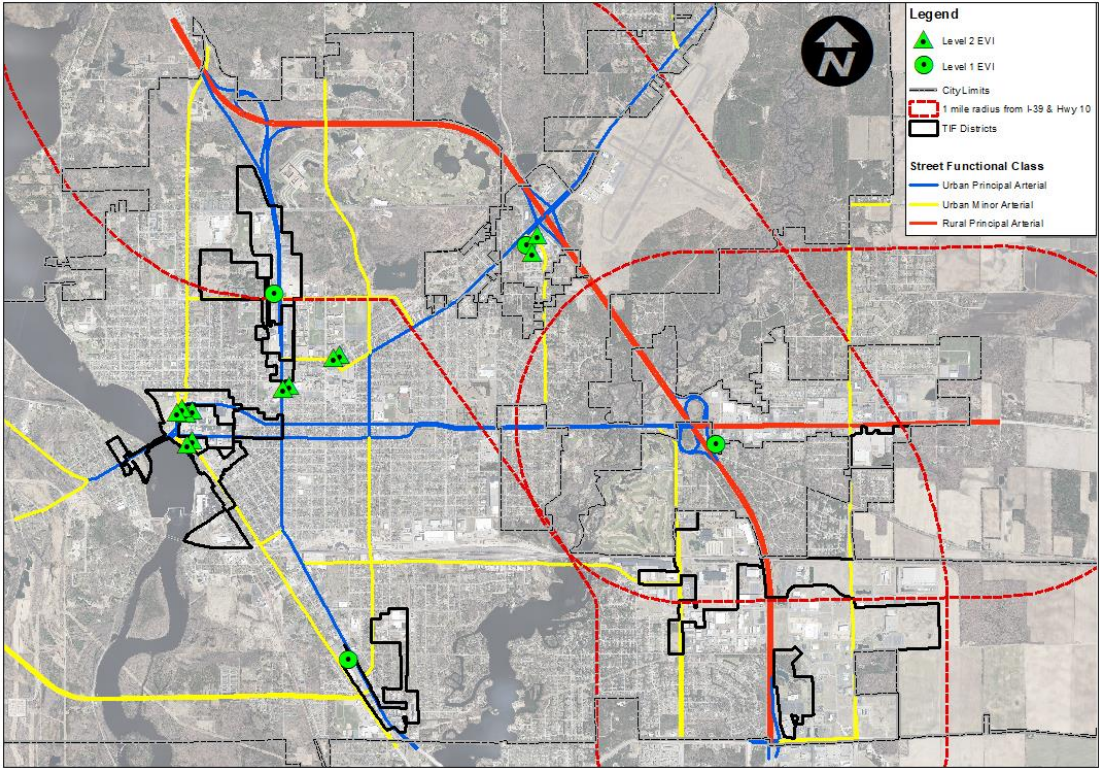 N
Legend
Level 2 EVI
Level 1 EVI
City Limits
1 mile radius from I-39 & Hwy 10
TIF Districts
Street Functional Class
Urban Principal Arterial
Urban Minor Arterial
Rural Principal Arterial